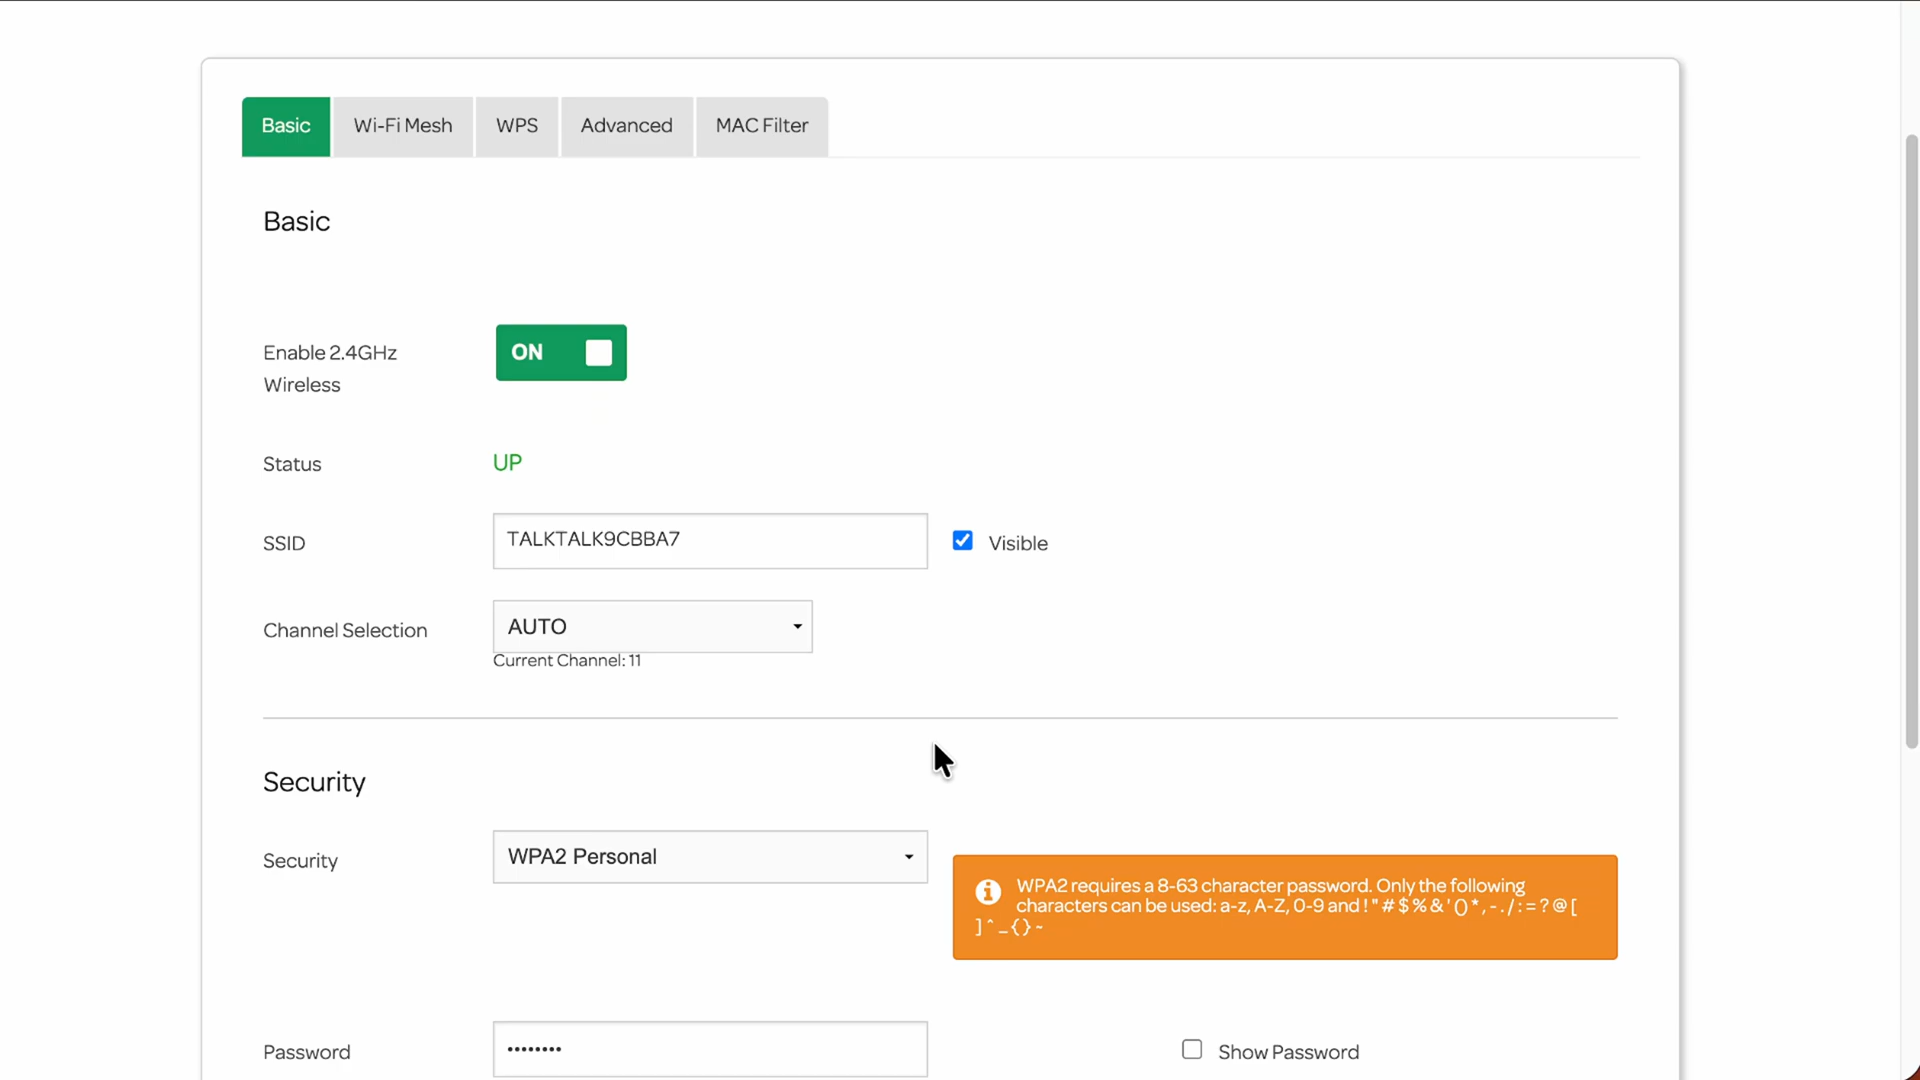 Basic
Wi-Fi Mesh
WPS
Advanced
MAC Filter
Basic
Enable 2.4GHz
Wireless
ON
Status
UP
SSID
TALKTALK9CBBA7
Visible
Channel Selection
AUTO
Current Channel: 11
Security
Security
WPA2 Personal
WPA2 requires a 8-63 character password. Only the following
characters can be used: a-z, A-Z, 0-9 and ! " # $ % & ' () * , - . / : = ? @ [
] ^ _ {} ~
Password
••••••••
Show Password